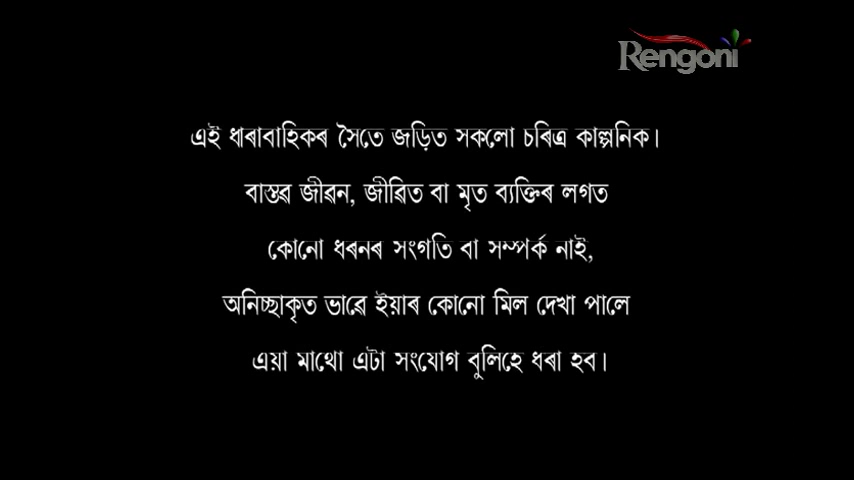 Rengoni
এই ধাৰাবাহিকৰ সৈতে জড়িত সকলো চৰিত্ৰ কাল্পনিক।
বাস্তৱ জীৱন, জীৱিত বা মৃত ব্যক্তিৰ লগত
কোনো ধৰনৰ সংগতি বা সম্পৰ্ক নাই,
অনিচ্ছাকৃত ভাৱে ইয়াৰ কোনো মিল দেখা পালে
এয়া মাথো এটা সংযোগ বুলিহে ধৰা হব।